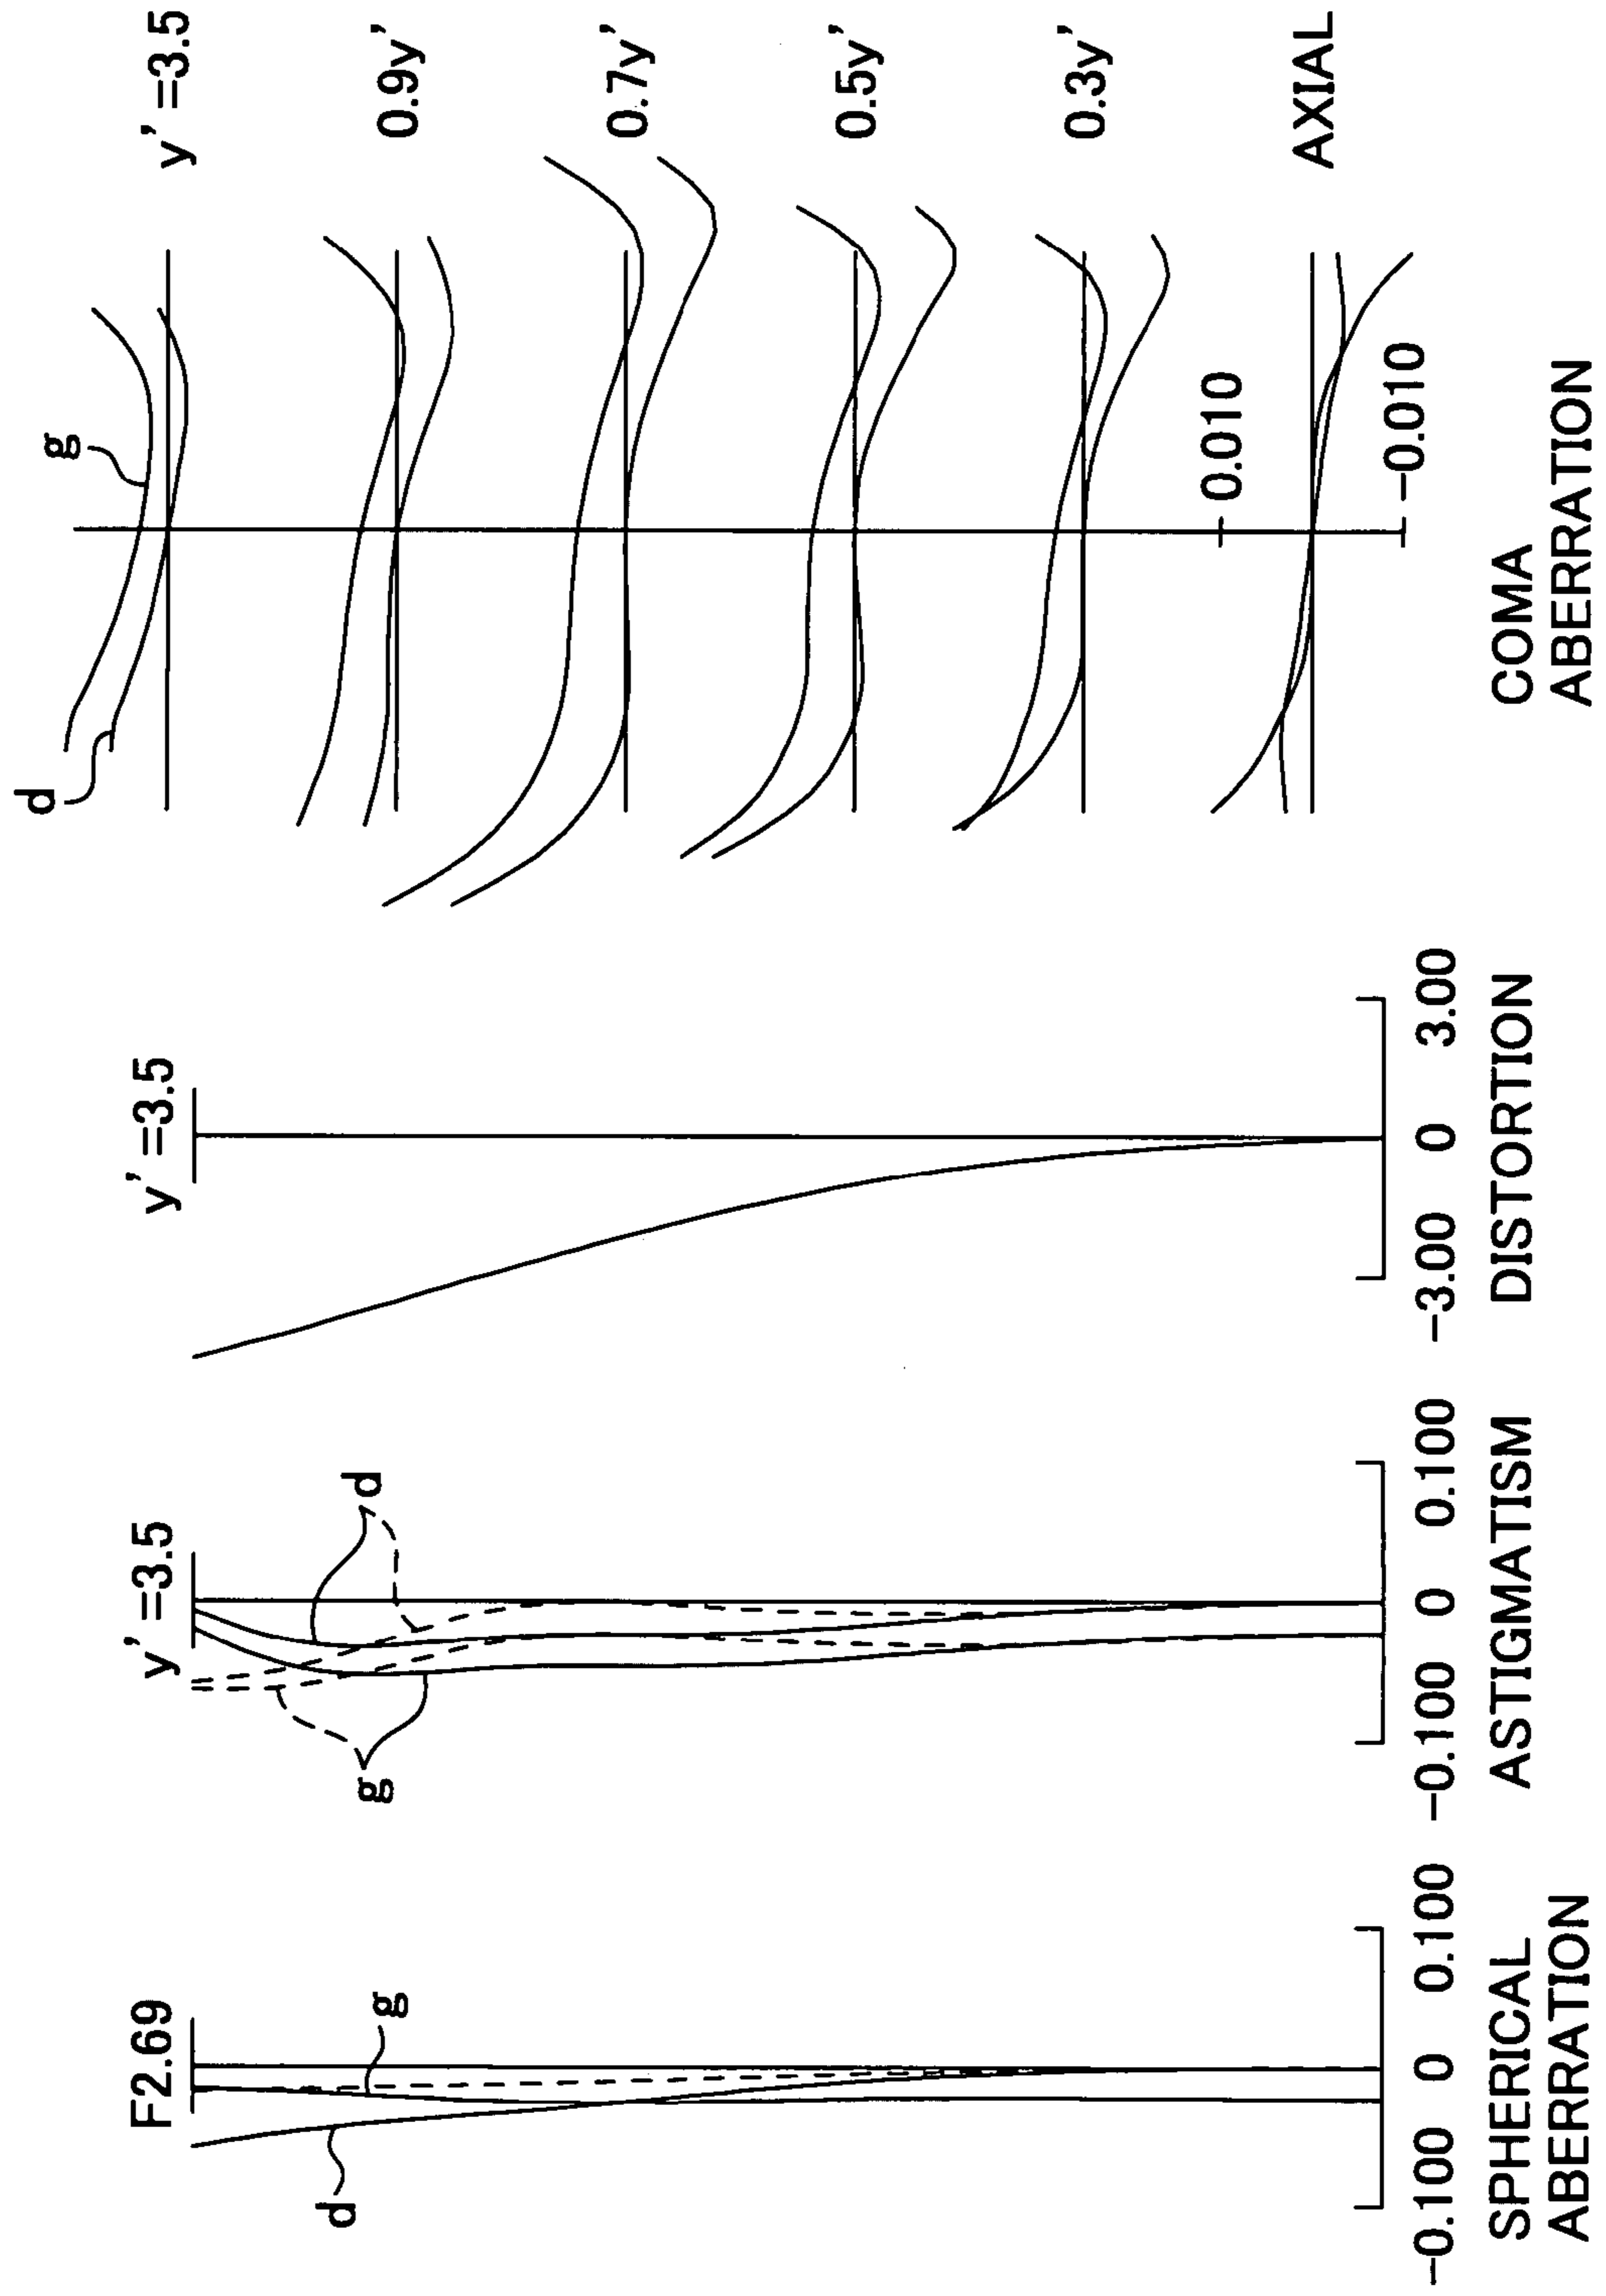 F2.69
g
d
−0.100 0 0.100
SPHERICAL
ABERRATION
y' =3.5
d
g
−0.100 0 0.100
ASTIGMATISM
y' =3.5
−3.00 0 3.00
DISTORTION
d
g
y' =3.5
0.9y'
0.7y'
0.5y'
0.3y'
0.010
AXIAL
−0.010
COMA
ABERRATION